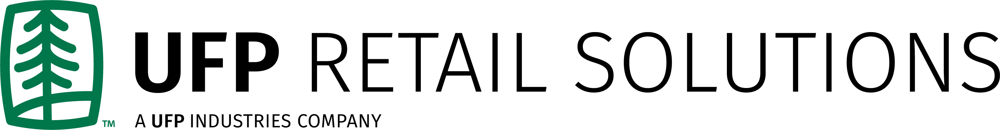 UFP RETAIL SOLUTIONS
™ A UFP INDUSTRIES COMPANY